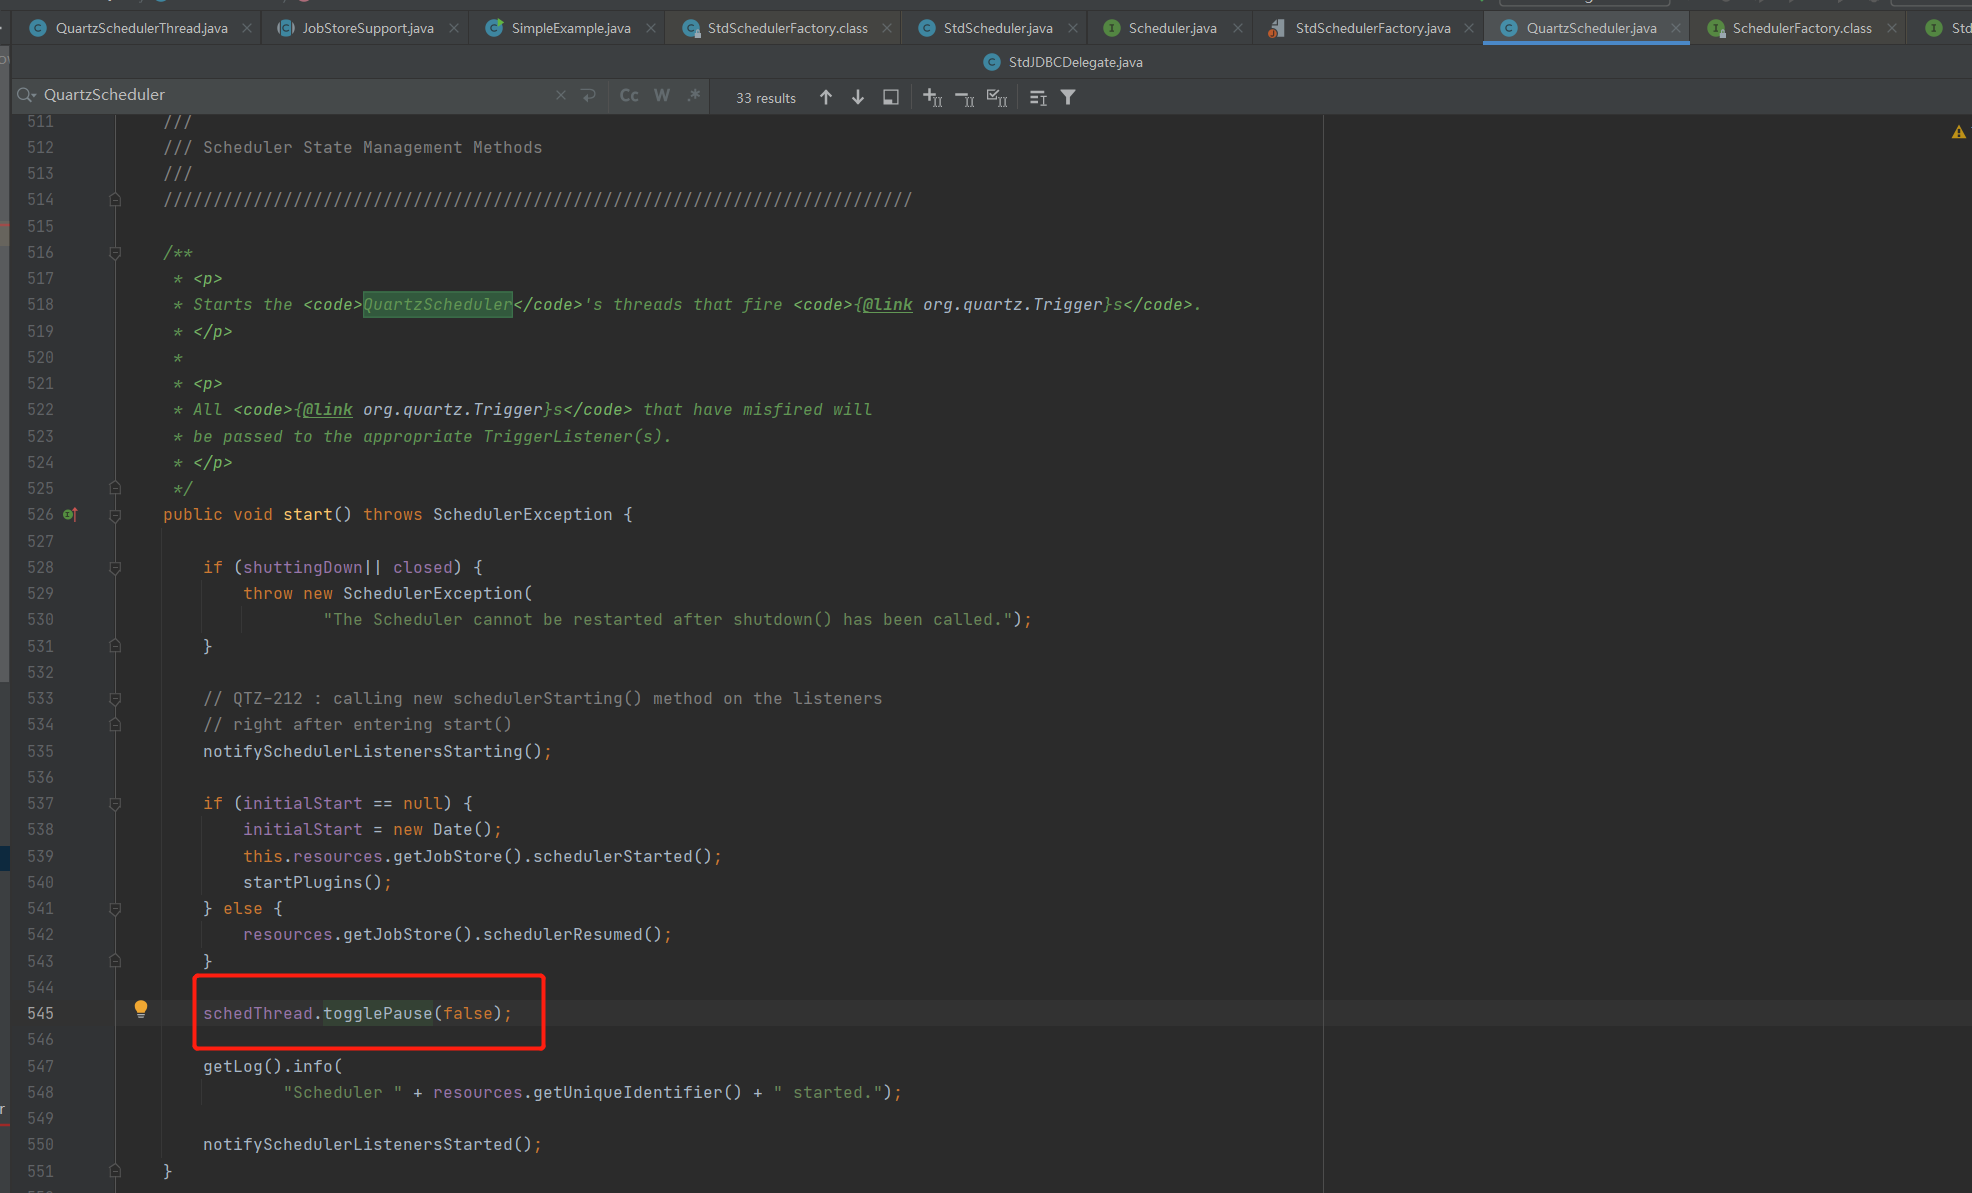 QuartzSchedulerThread.java JobStoreSupport.java SimpleExample.java StdSchedulerFactory.class StdScheduler.java Scheduler.java StdSchedulerFactory.java QuartzScheduler.java SchedulerFactory.class
StdJDBCDelegate.java
QuartzScheduler Cc W .* 33 results
511 ///
512 /// Scheduler State Management Methods
513 ///
514 ///////////////////////////////////////////////////////////////////////////
515
516 /**
517 * <p>
518 * Starts the <code>QuartzScheduler</code>'s threads that fire <code>{@link org.quartz.Trigger}s</code>.
519 * </p>
520 *
521 * <p>
522 * All <code>{@link org.quartz.Trigger}s</code> that have misfired will
523 * be passed to the appropriate TriggerListener(s).
524 * </p>
525 */
526 public void start() throws SchedulerException {
527
528 if (shuttingDown|| closed) {
529 throw new SchedulerException(
530 "The Scheduler cannot be restarted after shutdown() has been called.");
531 }
532
533 // QTZ-212 : calling new schedulerStarting() method on the listeners
534 // right after entering start()
535 notifySchedulerListenersStarting();
536
537 if (initialStart == null) {
538 initialStart = new Date();
539 this.resources.getJobStore().schedulerStarted();
540 startPlugins();
541 } else {
542 resources.getJobStore().schedulerResumed();
543 }
544
545 schedThread.togglePause(false);
546
547 getLog().info(
548 "Scheduler " + resources.getUniqueIdentifier() + " started.");
549
550 notifySchedulerListenersStarted();
551 }